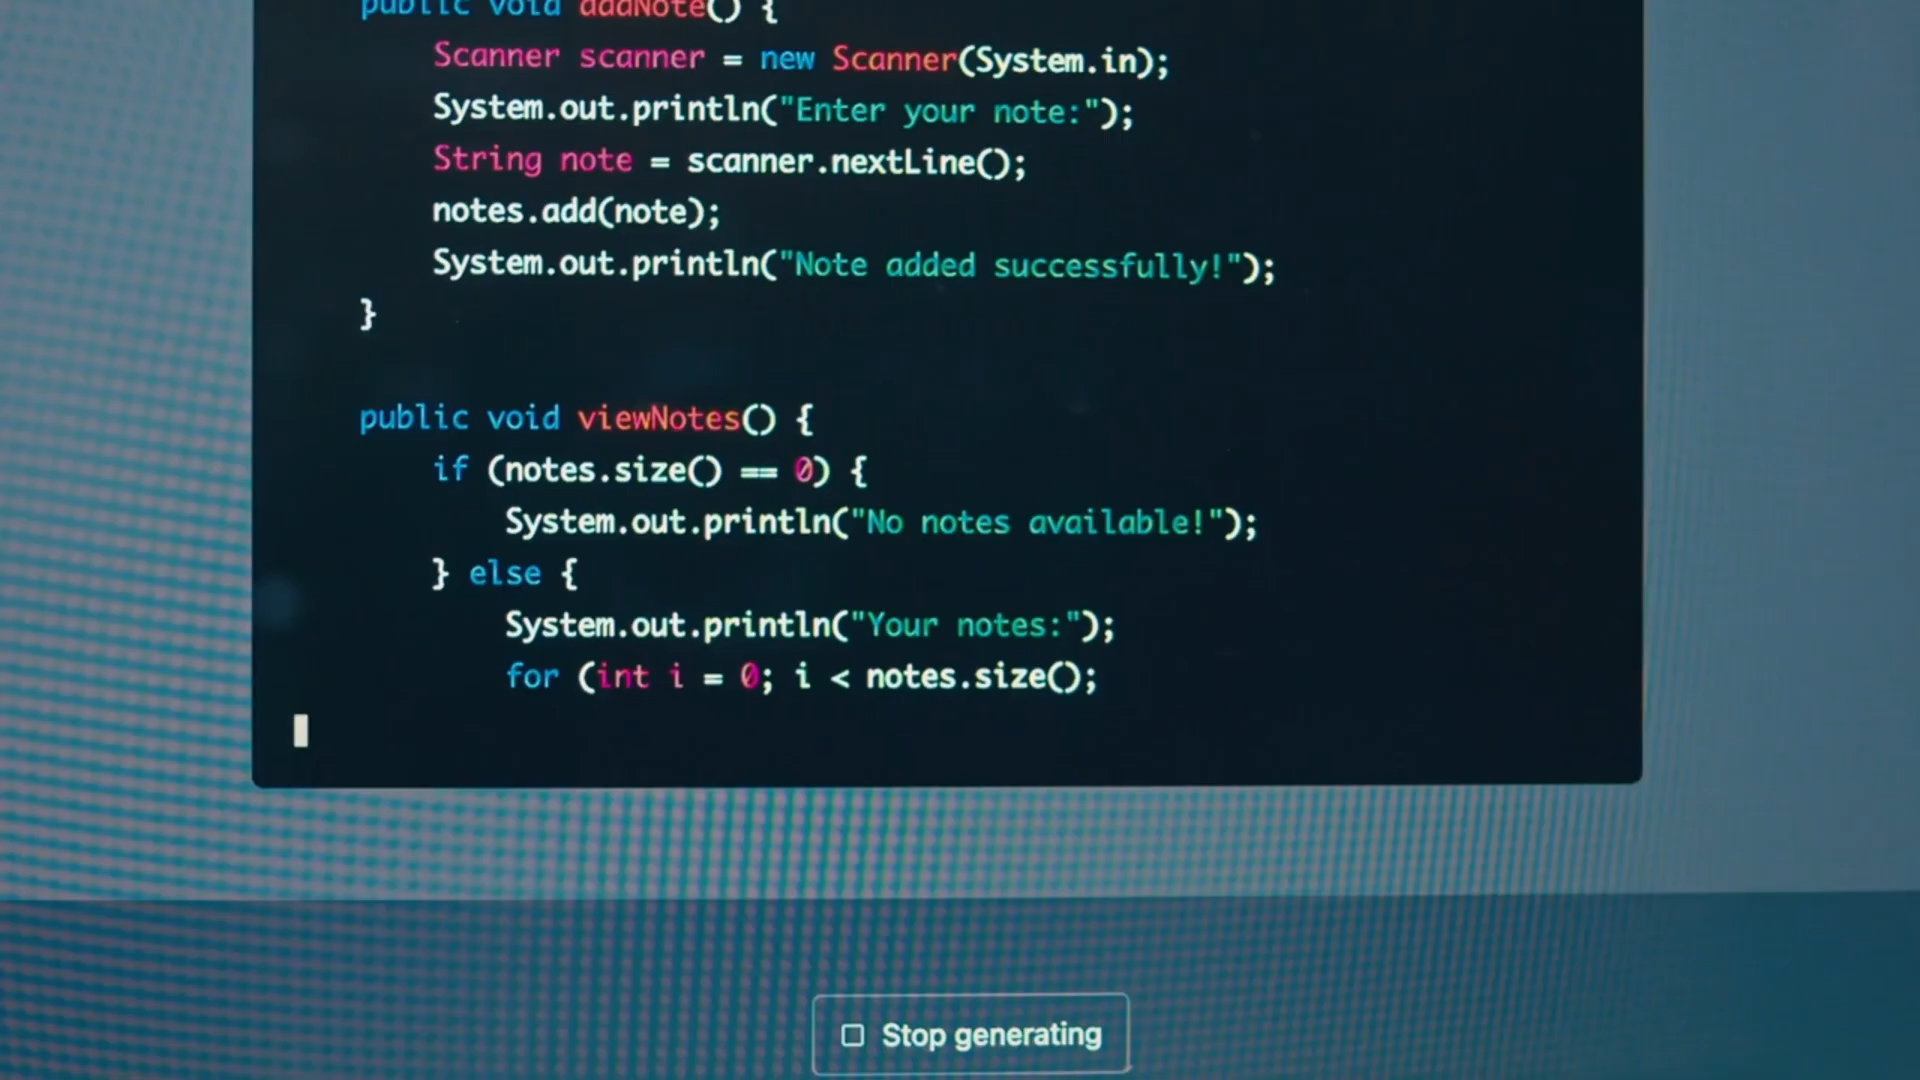 public void addNote() {
Scanner scanner = new Scanner(System.in);
System.out.println("Enter your note:");
String note = scanner.nextLine();
notes.add(note);
System.out.println("Note added successfully!");
}
public void viewNotes() {
if (notes.size() == 0) {
System.out.println("No notes available!");
} else {
System.out.println("Your notes:");
for (int i = 0; i < notes.size();
Stop generating